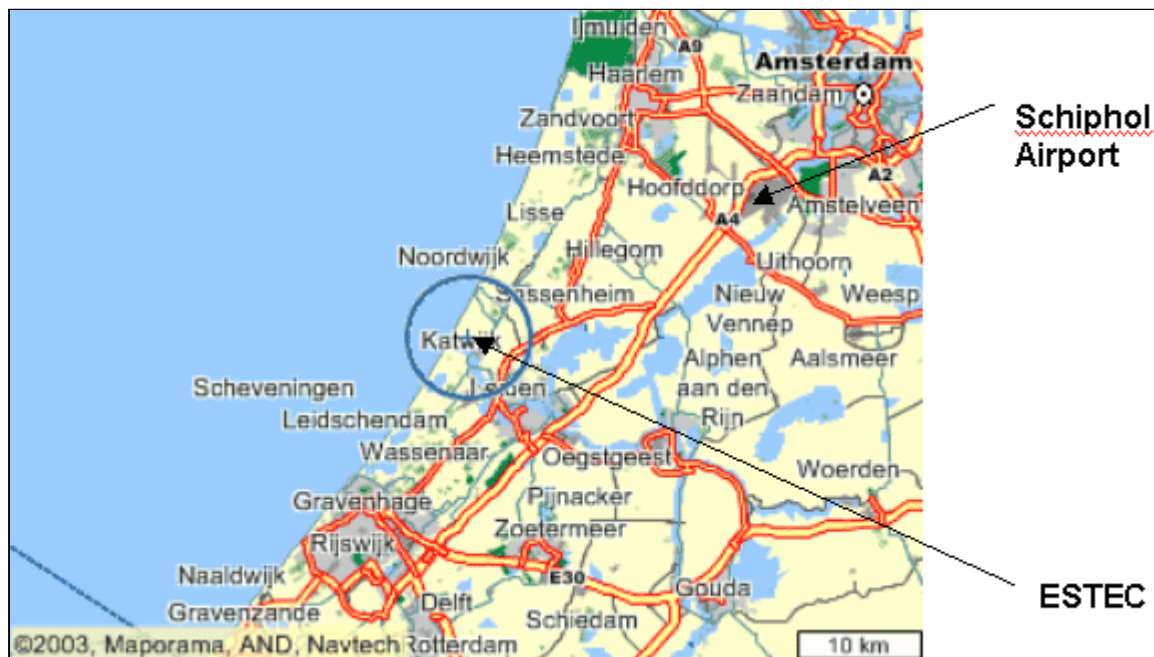 Ijmuiden
A9
Haarlem
Amsterdam
Zaandam
Schiphol
Airport
Zandvoort
Heemstede
A2
Hoofddorp
Amstelveen
Lisse
A4
Noordwijk
Hillegom
Uithoorn
Sassenheim
Nieuw
Vennep
Weesp
Katwijk
Alphen
aan den
Rijn
Aalsmeer
Scheveningen
Leiden
Leidschendam
Wassenaar
Oegstgeest
Woerden
Gravenhage
Pijnacker
Zoetermeer
Rijswijk
Naaldwijk
E30
Gouda
ESTEC
Gravenzande
Delft
Schiedam
©2003, Maporama, AND, Navtech
Rotterdam
10 km